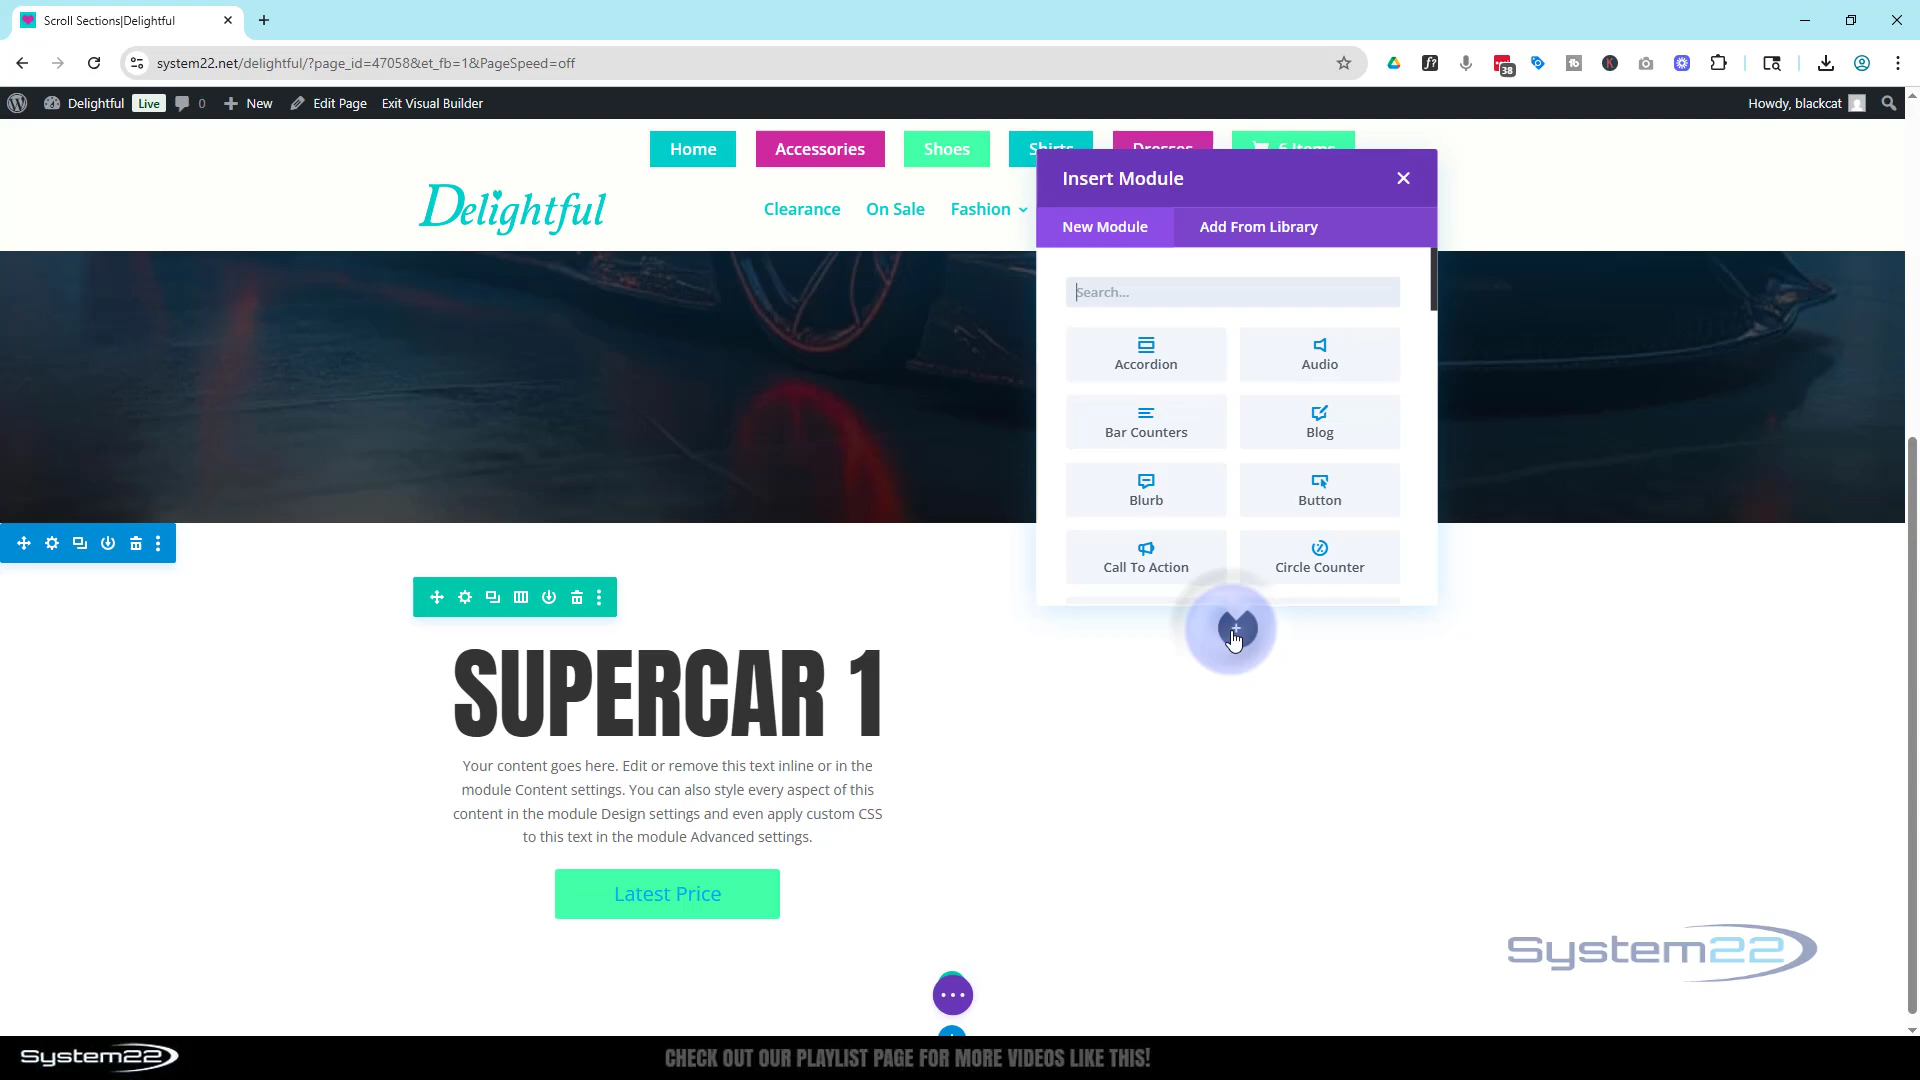 Scroll Sections|Delightful
system22.net/delightful/?page_id=47058&et_fb=1&PageSpeed=off
38
Delightful Live 0 New Edit Page Exit Visual Builder Howdy, blackcat
Home Accessories Shoes Shirts Dresses 6 Items
Delightful
Clearance On Sale Fashion
Insert Module
New Module Add From Library
Search...
Accordion Audio
Bar Counters Blog
Blurb Button
Call To Action Circle Counter
SUPERCAR 1
Your content goes here. Edit or remove this text inline or in the
module Content settings. You can also style every aspect of this
content in the module Design settings and even apply custom CSS
to this text in the module Advanced settings.
Latest Price
System22
System22 CHECK OUT OUR PLAYLIST PAGE FOR MORE VIDEOS LIKE THIS!